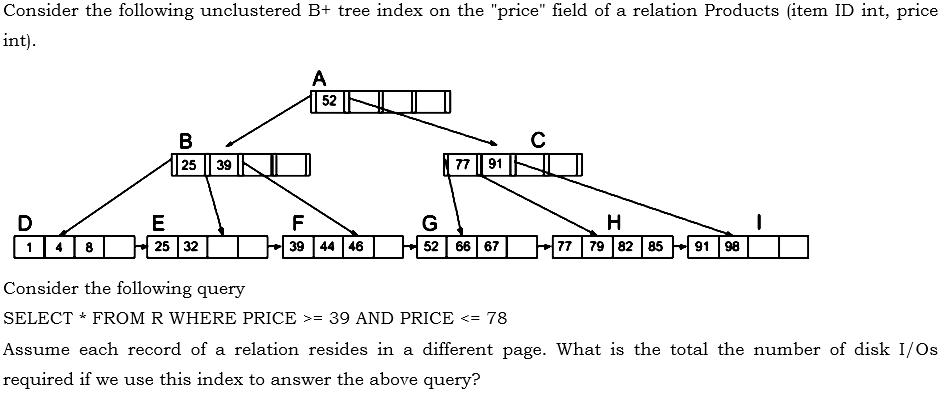 Consider the following unclustered B+ tree index on the "price" field of a relation Products (item ID int, price
int).
A
52
B
C
25 39
77 91
D E F G H I
1 4 8 25 32 39 44 46 52 66 67 77 79 82 85 91 98
Consider the following query
SELECT * FROM R WHERE PRICE >= 39 AND PRICE <= 78
Assume each record of a relation resides in a different page. What is the total the number of disk I/Os
required if we use this index to answer the above query?